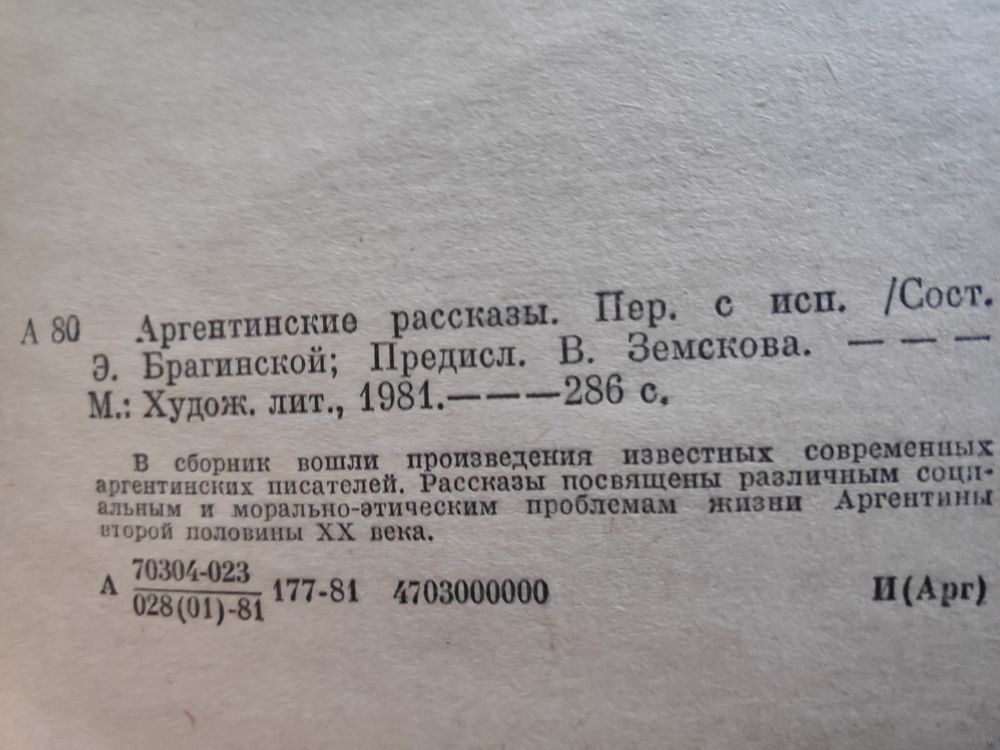 А 80 Аргентинские рассказы. Пер. с исп. /Сост.
Э. Брагинской; Предисл. В. Земскова. — — —
М.: Худож. лит., 1981.———286 с.
В сборник вошли произведения известных современных
аргентинских писателей. Рассказы посвящены различным соци-
альным и морально-этическим проблемам жизни Аргентины
второй половины XX века.
А 70304-023 177-81 4703000000 И(Арг)
028(01)-81